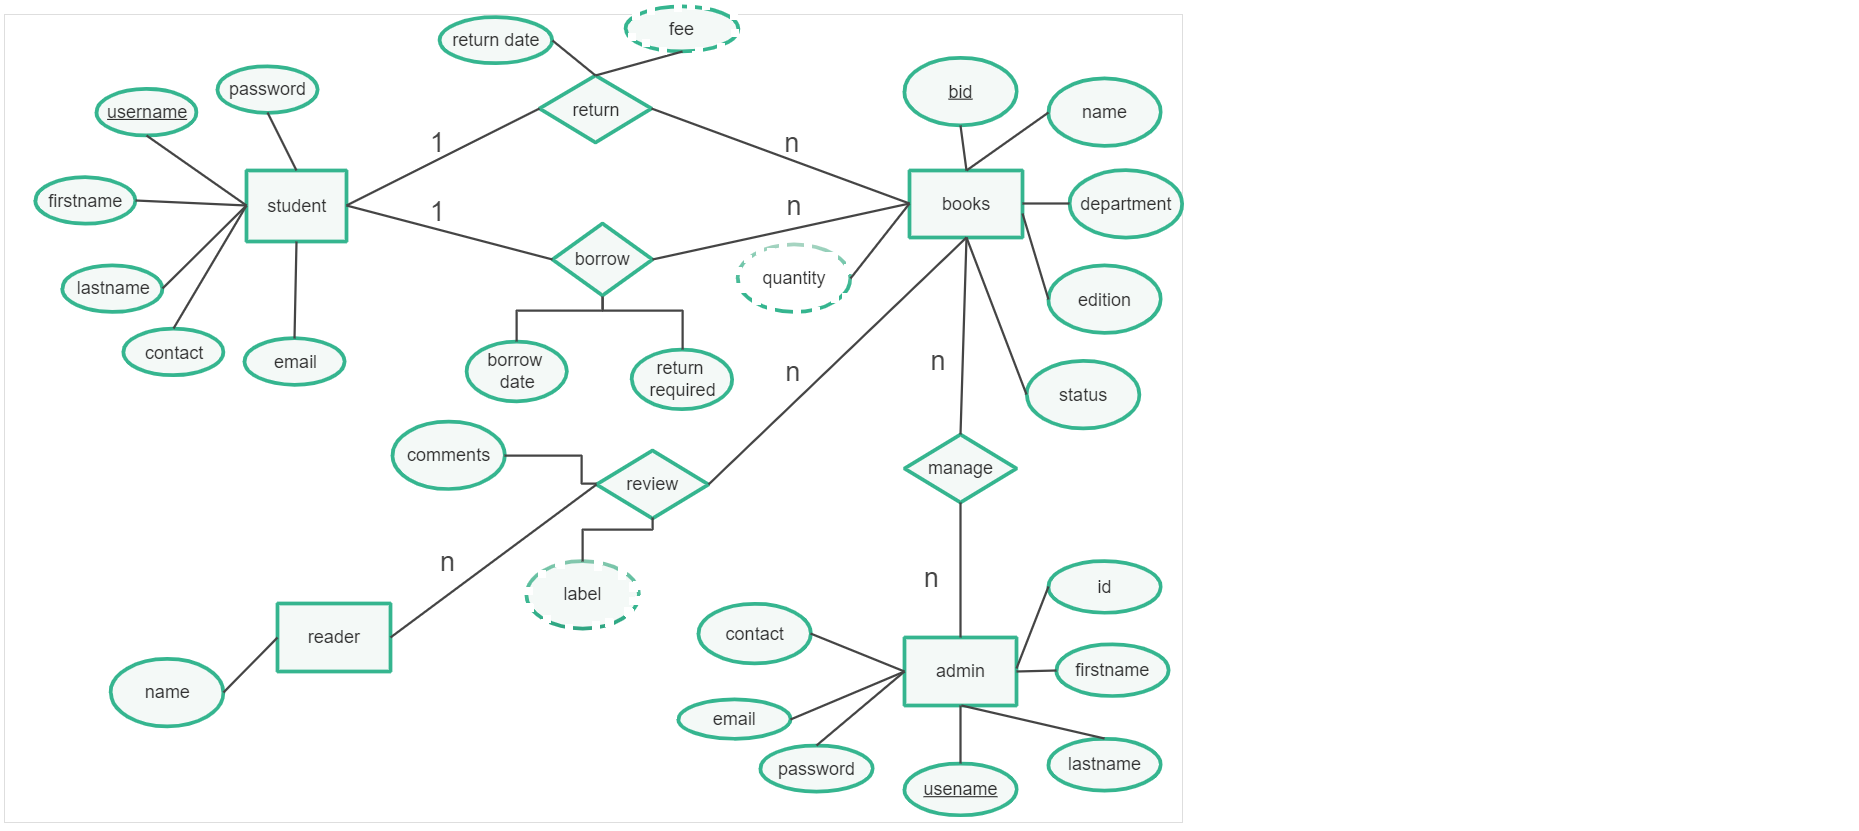 return date
fee
password
username
bid
name
return
1
n
firstname
student
books
department
1
n
borrow
quantity
lastname
edition
contact
email
borrow
date
return
required
n
n
status
comments
review
manage
n
label
n
id
reader
contact
admin
firstname
name
email
password
lastname
usename